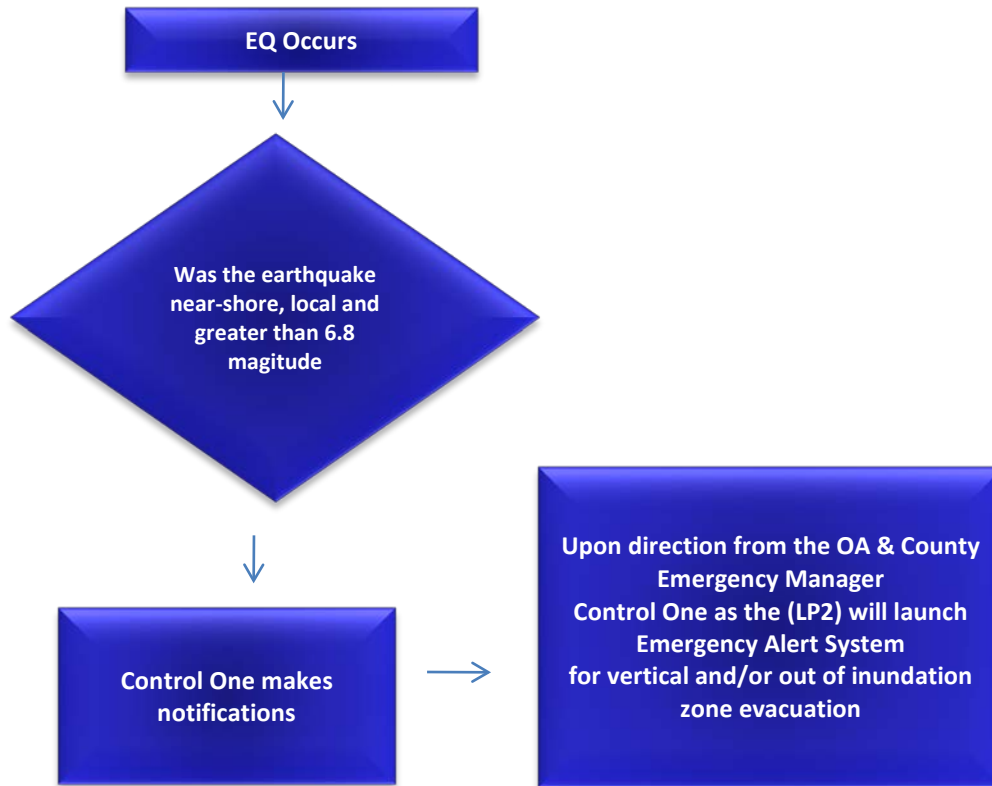 EQ Occurs
Was the earthquake
near-shore, local and
greater than 6.8
magitude
Control One makes
notifications
Upon direction from the OA & County
Emergency Manager
Control One as the (LP2) will launch
Emergency Alert System
for vertical and/or out of inundation
zone evacuation